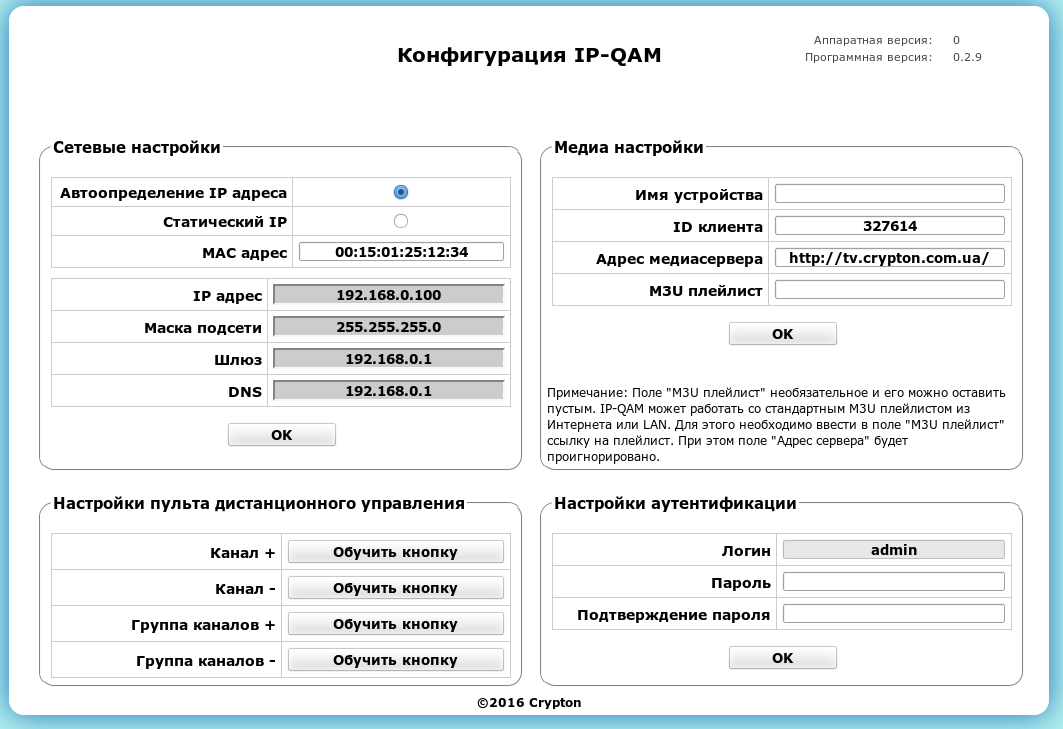 Конфигурация IP-QAM
Аппаратная версия: 0
Программная версия: 0.2.9
Сетевые настройки
Автоопределение IP адреса
Статический IP
MAC адрес 00:15:01:25:12:34
IP адрес 192.168.0.100
Маска подсети 255.255.255.0
Шлюз 192.168.0.1
DNS 192.168.0.1
OK
Медиа настройки
Имя устройства
ID клиента 327614
Адрес медиасервера http://tv.crypton.com.ua/
M3U плейлист
OK
Примечание: Поле "M3U плейлист" необязательное и его можно оставить
пустым. IP-QAM может работать со стандартным M3U плейлистом из
Интернета или LAN. Для этого необходимо ввести в поле "M3U плейлист"
ссылку на плейлист. При этом поле "Адрес сервера" будет
проигнорировано.
Настройки пульта дистанционного управления
Канал + Обучить кнопку
Канал - Обучить кнопку
Группа каналов + Обучить кнопку
Группа каналов - Обучить кнопку
Настройки аутентификации
Логин admin
Пароль
Подтверждение пароля
OK
©2016 Crypton